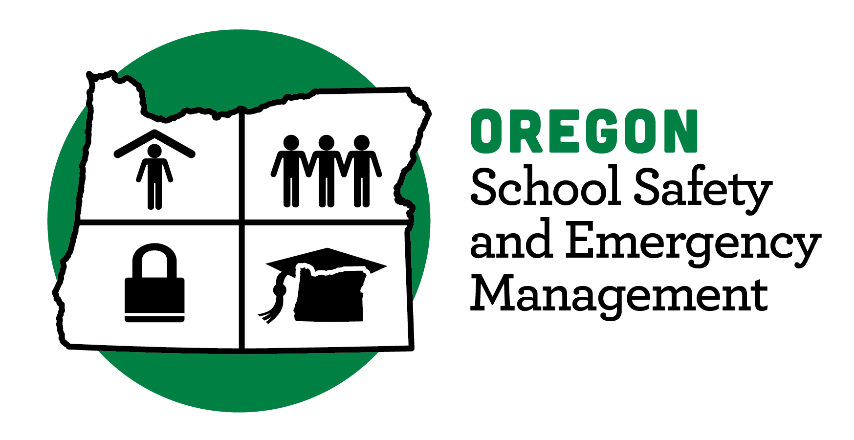 OREGON
School Safety
and Emergency
Management